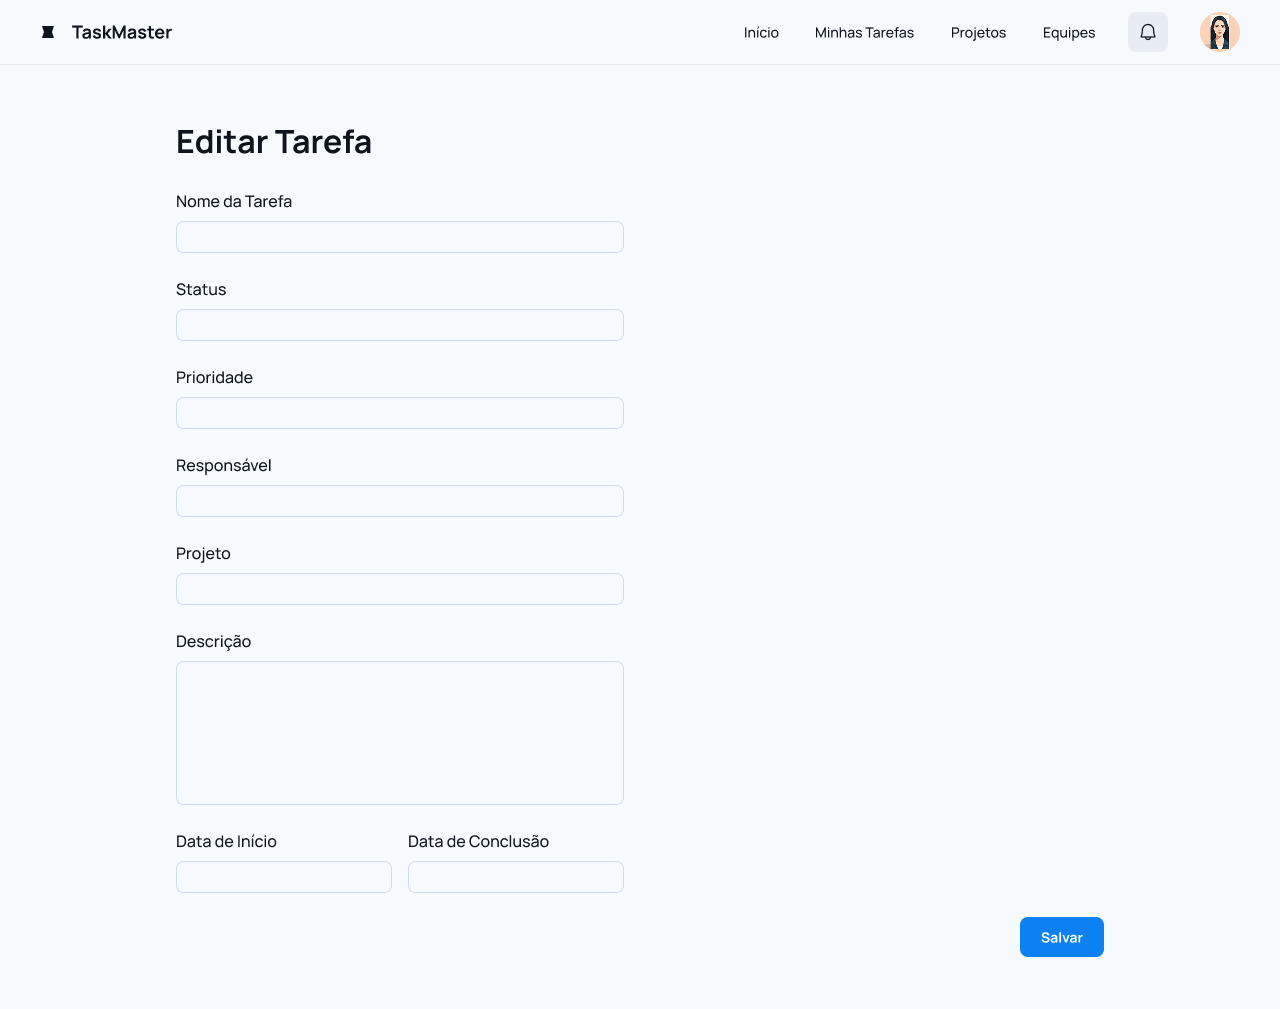 TaskMaster
Início Minhas Tarefas Projetos Equipes
Editar Tarefa
Nome da Tarefa
Status
Prioridade
Responsável
Projeto
Descrição
Data de Início Data de Conclusão
Salvar